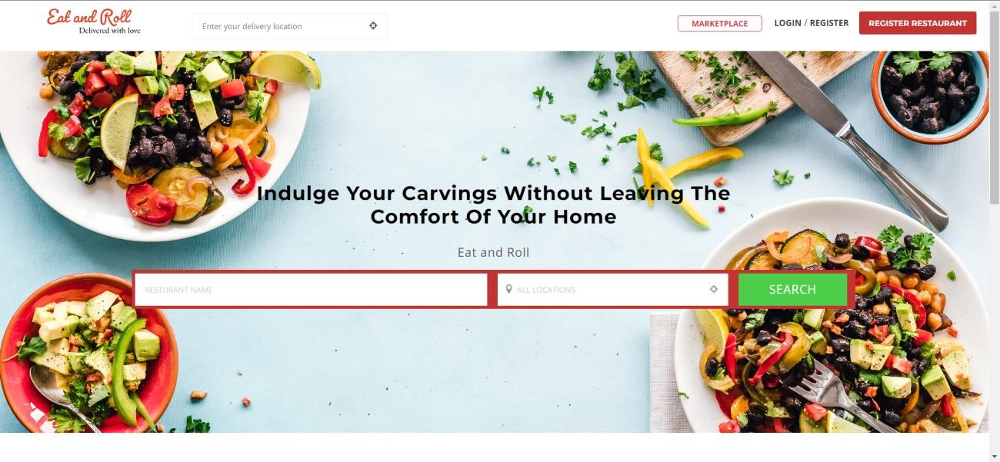 Eat and Roll
Delivered with love
Enter your delivery location
MARKETPLACE
LOGIN / REGISTER
REGISTER RESTAURANT
Indulge Your Carvings Without Leaving The
Comfort Of Your Home
Eat and Roll
RESTURANT NAME
ALL LOCATIONS
SEARCH